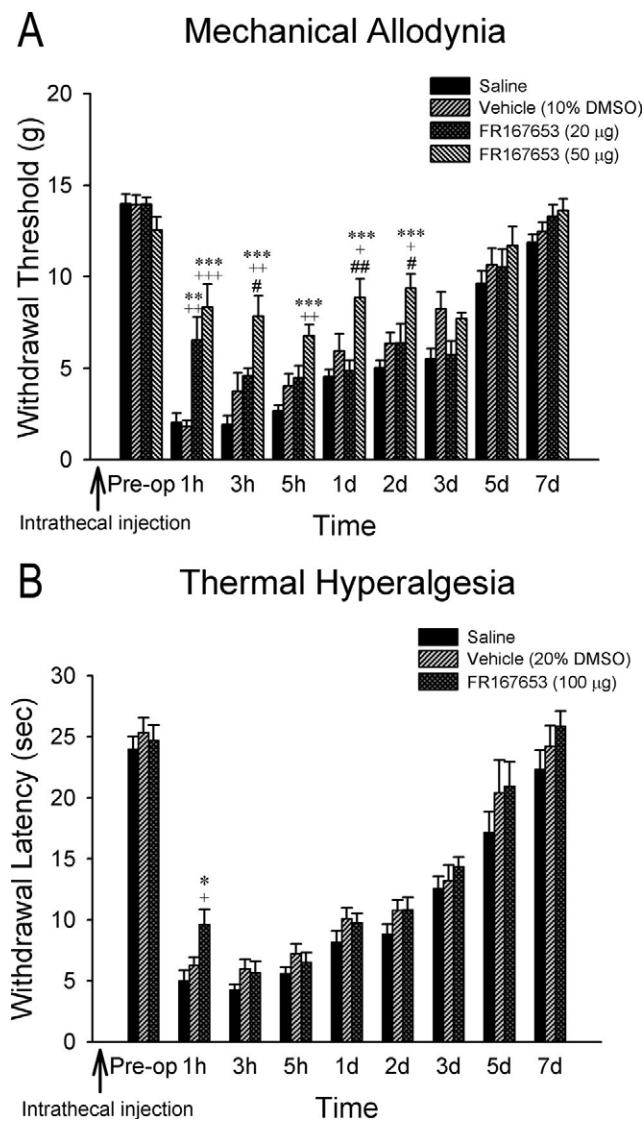 A
Mechanical Allodynia
Saline
Vehicle (10% DMSO)
FR167653 (20 μg)
FR167653 (50 μg)
Withdrawal Threshold (g)
20
15
10
5
0
**
++
***
+++
***
++
#
***
++
***
+
##
***
+
#
Pre-op 1h 3h 5h 1d 2d 3d 5d 7d
Intrathecal injection
Time
B
Thermal Hyperalgesia
Saline
Vehicle (20% DMSO)
FR167653 (100 μg)
Withdrawal Latency (sec)
30
25
20
15
10
5
0
*
+
Pre-op 1h 3h 5h 1d 2d 3d 5d 7d
Intrathecal injection
Time